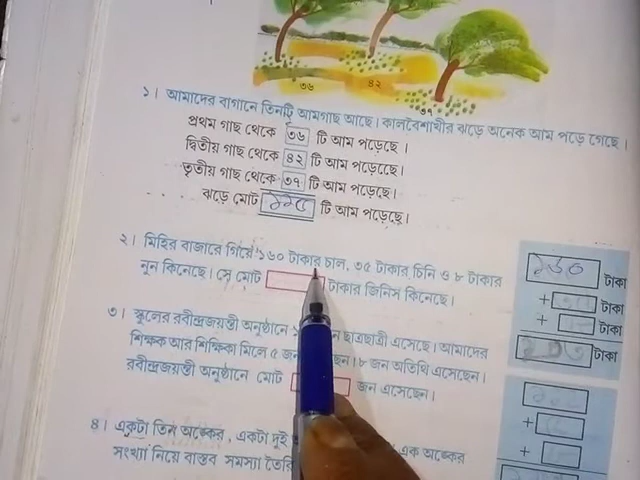 ৩৬ ৪২ ৩৭
১। আমাদের বাগানে তিনটি আমগাছ আছে। কালবৈশাখীর ঝড়ে অনেক আম পড়ে গেছে।
প্রথম গাছ থেকে ৩৬ টি আম পড়েছে।
দ্বিতীয় গাছ থেকে ৪২ টি আম পড়েছে।
তৃতীয় গাছ থেকে ৩৭ টি আম পড়েছে।
ঝড়ে মোট ১১৫ টি আম পড়েছে।
২। মিহির বাজারে গিয়ে ১৬০ টাকার চাল, ৩৫ টাকার চিনি ও ৮ টাকার
নুন কিনেছে। সে মোট টাকার জিনিস কিনেছে।
১৬০ টাকা
+ টাকা
+ টাকা
২০৩ টাকা
৩। স্কুলের রবীন্দ্রজয়ন্তী অনুষ্ঠানে ছাত্রছাত্রী এসেছে। আমাদের
শিক্ষক আর শিক্ষিকা মিলে ৫ জন। ৮ জন অতিথি এসেছেন।
রবীন্দ্রজয়ন্তী অনুষ্ঠানে মোট জন এসেছেন।
+
+
৪। একটা তিন অঙ্কের, একটা দুই এক অঙ্কের
সংখ্যা নিয়ে বাস্তব সমস্যা